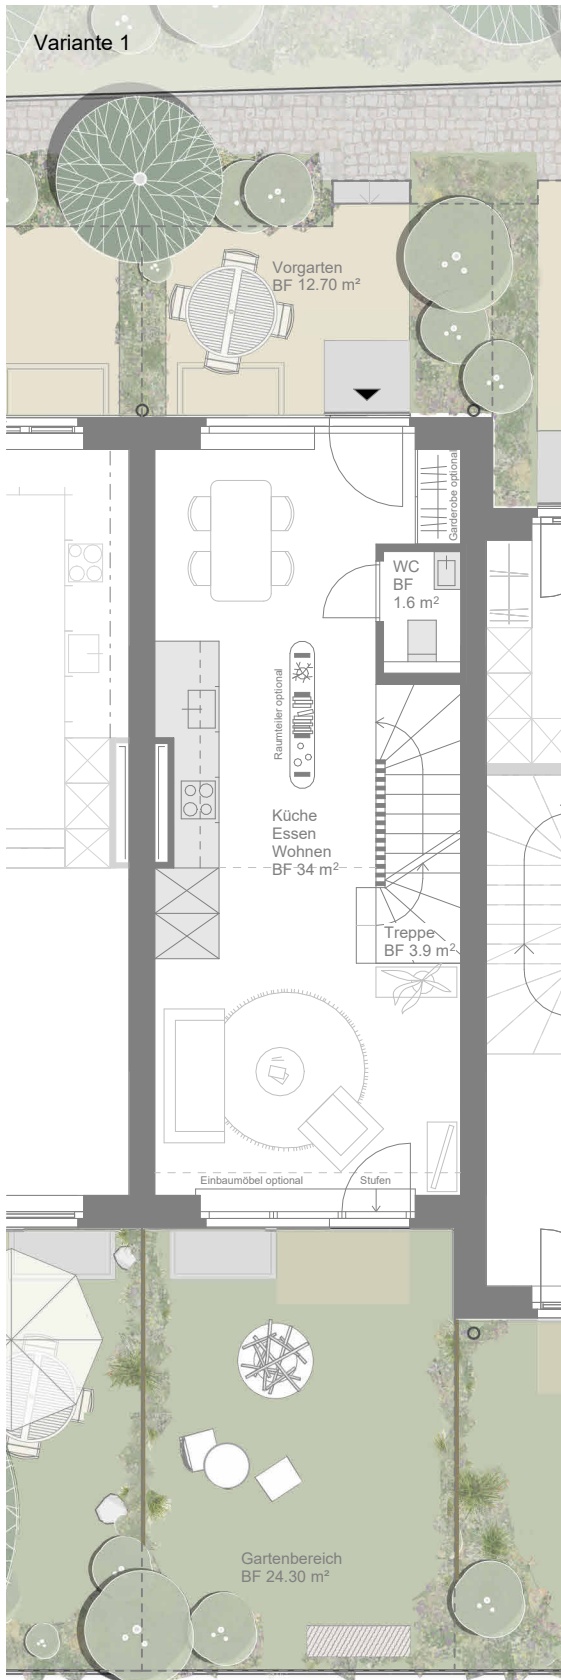 Variante 1
Vorgarten
BF 12.70 m²
Garderobe optional
WC
BF
1.6 m²
Raumteiler optional
Küche
Essen
Wohnen
BF 34 m²
Treppe
BF 3.9 m²
Einbaumöbel optional
Stufen
Gartenbereich
BF 24.30 m²